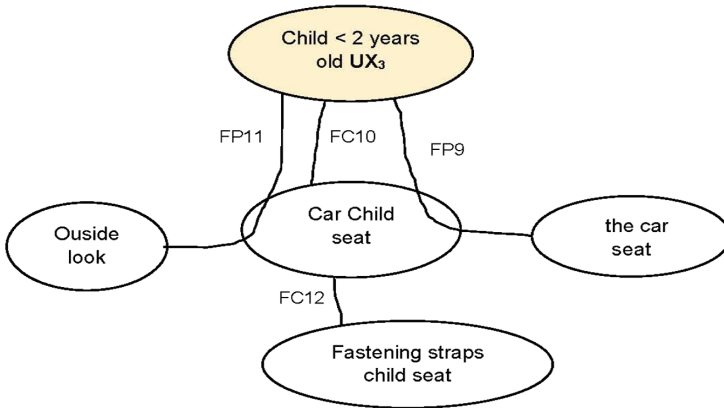 Child < 2 years
old UX₃
FP11
FC10
FP9
Car Child
seat
Ouside
look
the car
seat
FC12
Fastening straps
child seat